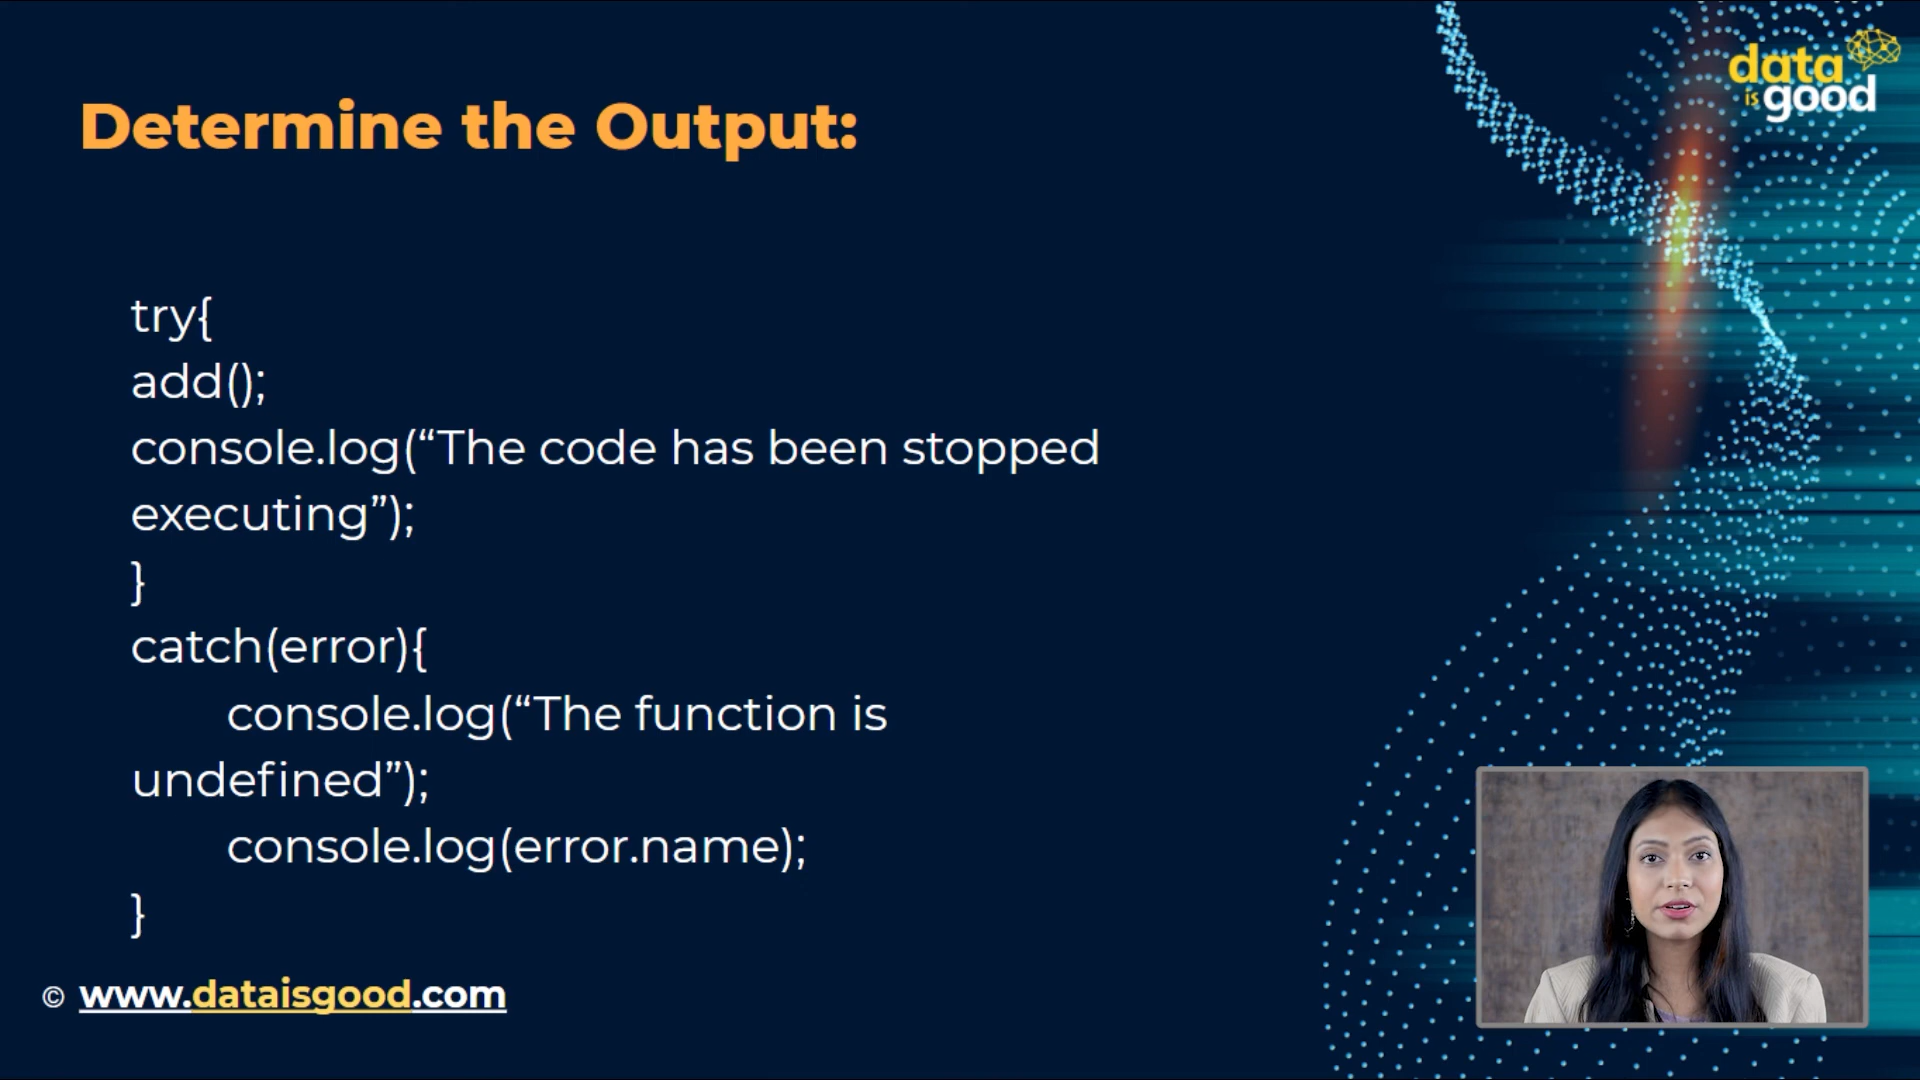 data
is good
Determine the Output:
try{
add();
console.log(“The code has been stopped
executing”);
}
catch(error){
console.log(“The function is
undefined”);
console.log(error.name);
}
© www.dataisgood.com